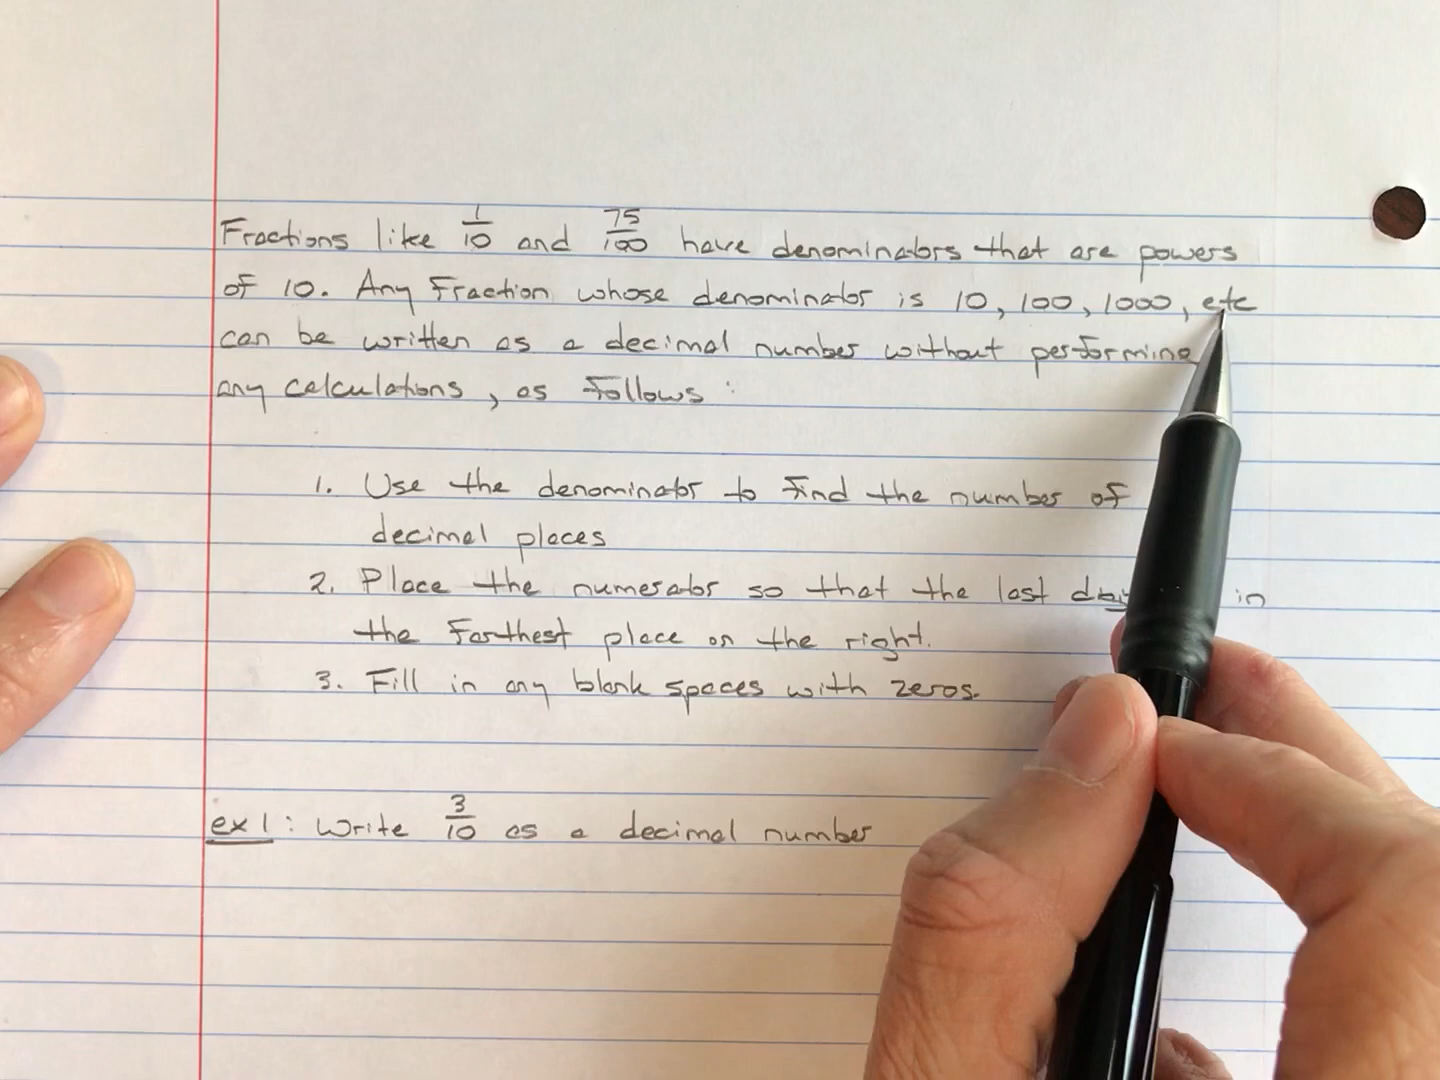 Fractions like 1/10 and 75/100 have denominators that are powers
of 10. Any fraction whose denominator is 10, 100, 1000, etc
can be written as a decimal number without performing
any calculations, as follows:
1. Use the denominator to find the number of
decimal places
2. Place the numerator so that the last in
the farthest place on the right.
3. Fill in any blank spaces with zeros.
ex 1: Write 3/10 as a decimal number